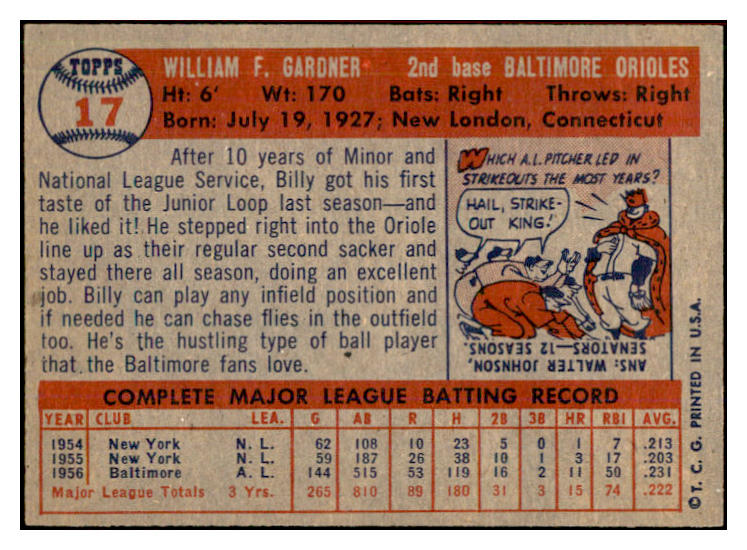 TOPPS
17
WILLIAM F. GARDNER 2nd base BALTIMORE ORIOLES
Ht: 6' Wt: 170 Bats: Right Throws: Right
Born: July 19, 1927; New London, Connecticut
After 10 years of Minor and
National League Service, Billy got his first
taste of the Junior Loop last season—and
he liked it! He stepped right into the Oriole
line up as their regular second sacker and
stayed there all season, doing an excellent
job. Billy can play any infield position and
if needed he can chase flies in the outfield
too. He's the hustling type of ball player
that the Baltimore fans love.
WHICH A.L. PITCHER LED IN
STRIKEOUTS THE MOST YEARS?
HAIL, STRIKE-
OUT KING!
ANS: WALTER JOHNSON,
SENATORS—12 SEASONS.
COMPLETE MAJOR LEAGUE BATTING RECORD
YEAR CLUB LEA. G AB R H 2B 3B HR RBI AVG.
1954 New York N. L. 62 108 10 23 5 0 1 7 .213
1955 New York N. L. 59 187 26 38 10 1 3 17 .203
1956 Baltimore A. L. 144 515 53 119 16 2 11 50 .231
Major League Totals 3 Yrs. 265 810 89 180 31 3 15 74 .222
© T. C. G. PRINTED IN U.S.A.